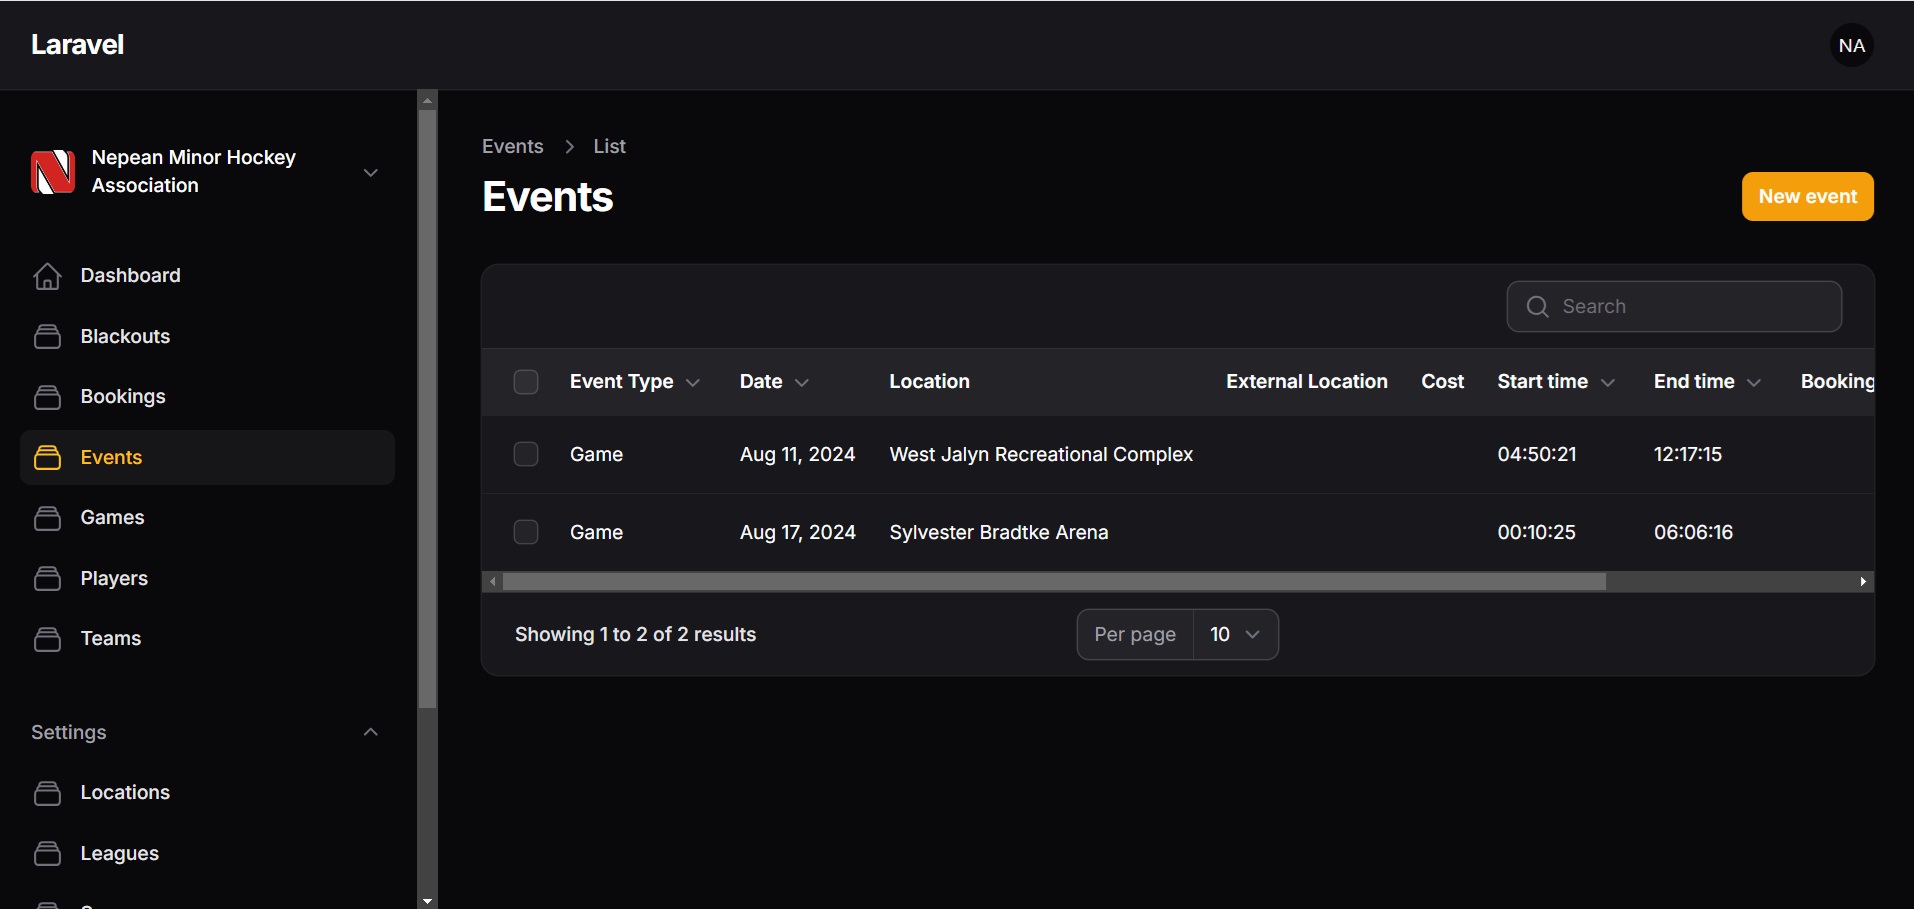 Laravel
NA
Nepean Minor Hockey
Association
Dashboard
Blackouts
Bookings
Events
Games
Players
Teams
Settings
Locations
Leagues
Events > List
Events
New event
Search
Event Type Date Location External Location Cost Start time End time Booking
Game Aug 11, 2024 West Jalyn Recreational Complex 04:50:21 12:17:15
Game Aug 17, 2024 Sylvester Bradtke Arena 00:10:25 06:06:16
Showing 1 to 2 of 2 results
Per page 10